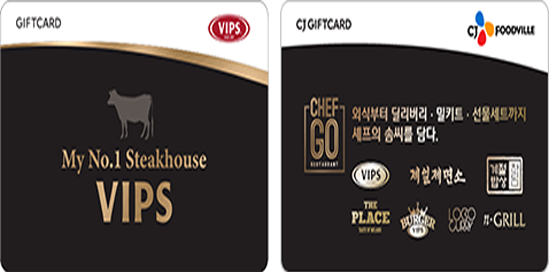 GIFTCARD
VIPS
My No.1 Steakhouse
VIPS
CJ GIFTCARD
CJ FOODVILLE
CHEF GO RESTAURANT
외식부터 딜리버리 · 밀키트 · 선물세트까지
셰프의 솜씨를 담다.
VIPS
제일제면소
계절밥상
THE PLACE
BURGER VIPS
N·GRILL